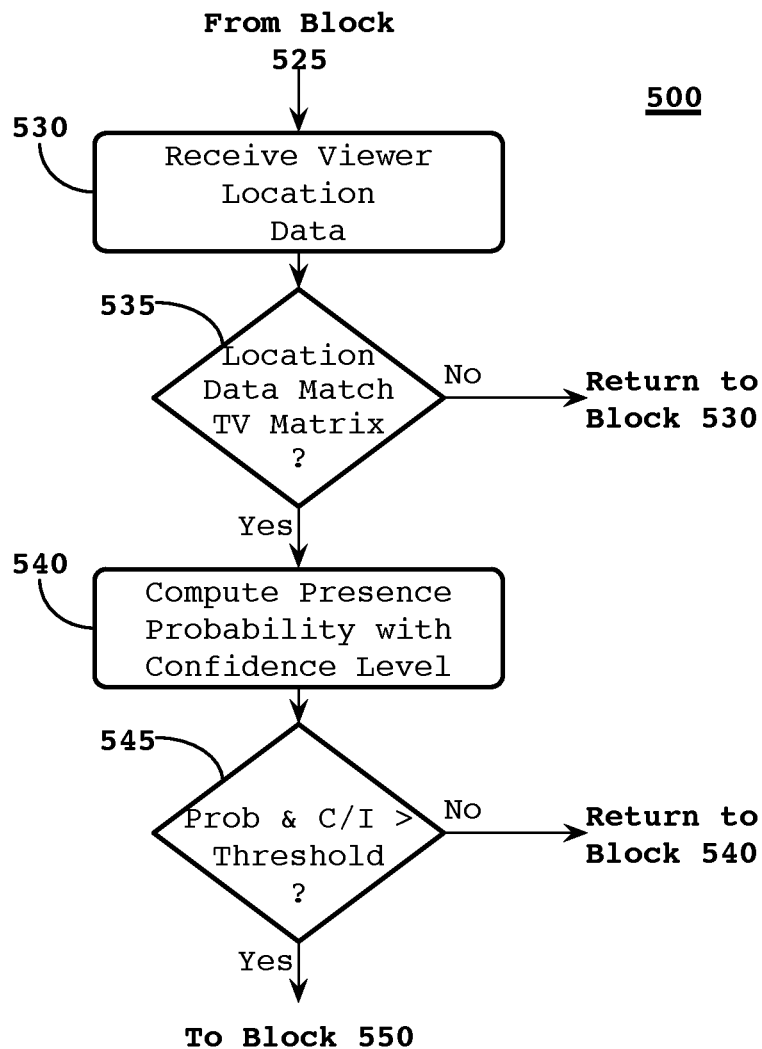 From Block
525
500
530
Receive Viewer
Location
Data
535
Location
Data Match
TV Matrix
?
No
Return to
Block 530
Yes
540
Compute Presence
Probability with
Confidence Level
545
Prob & C/I >
Threshold
?
No
Return to
Block 540
Yes
To Block 550